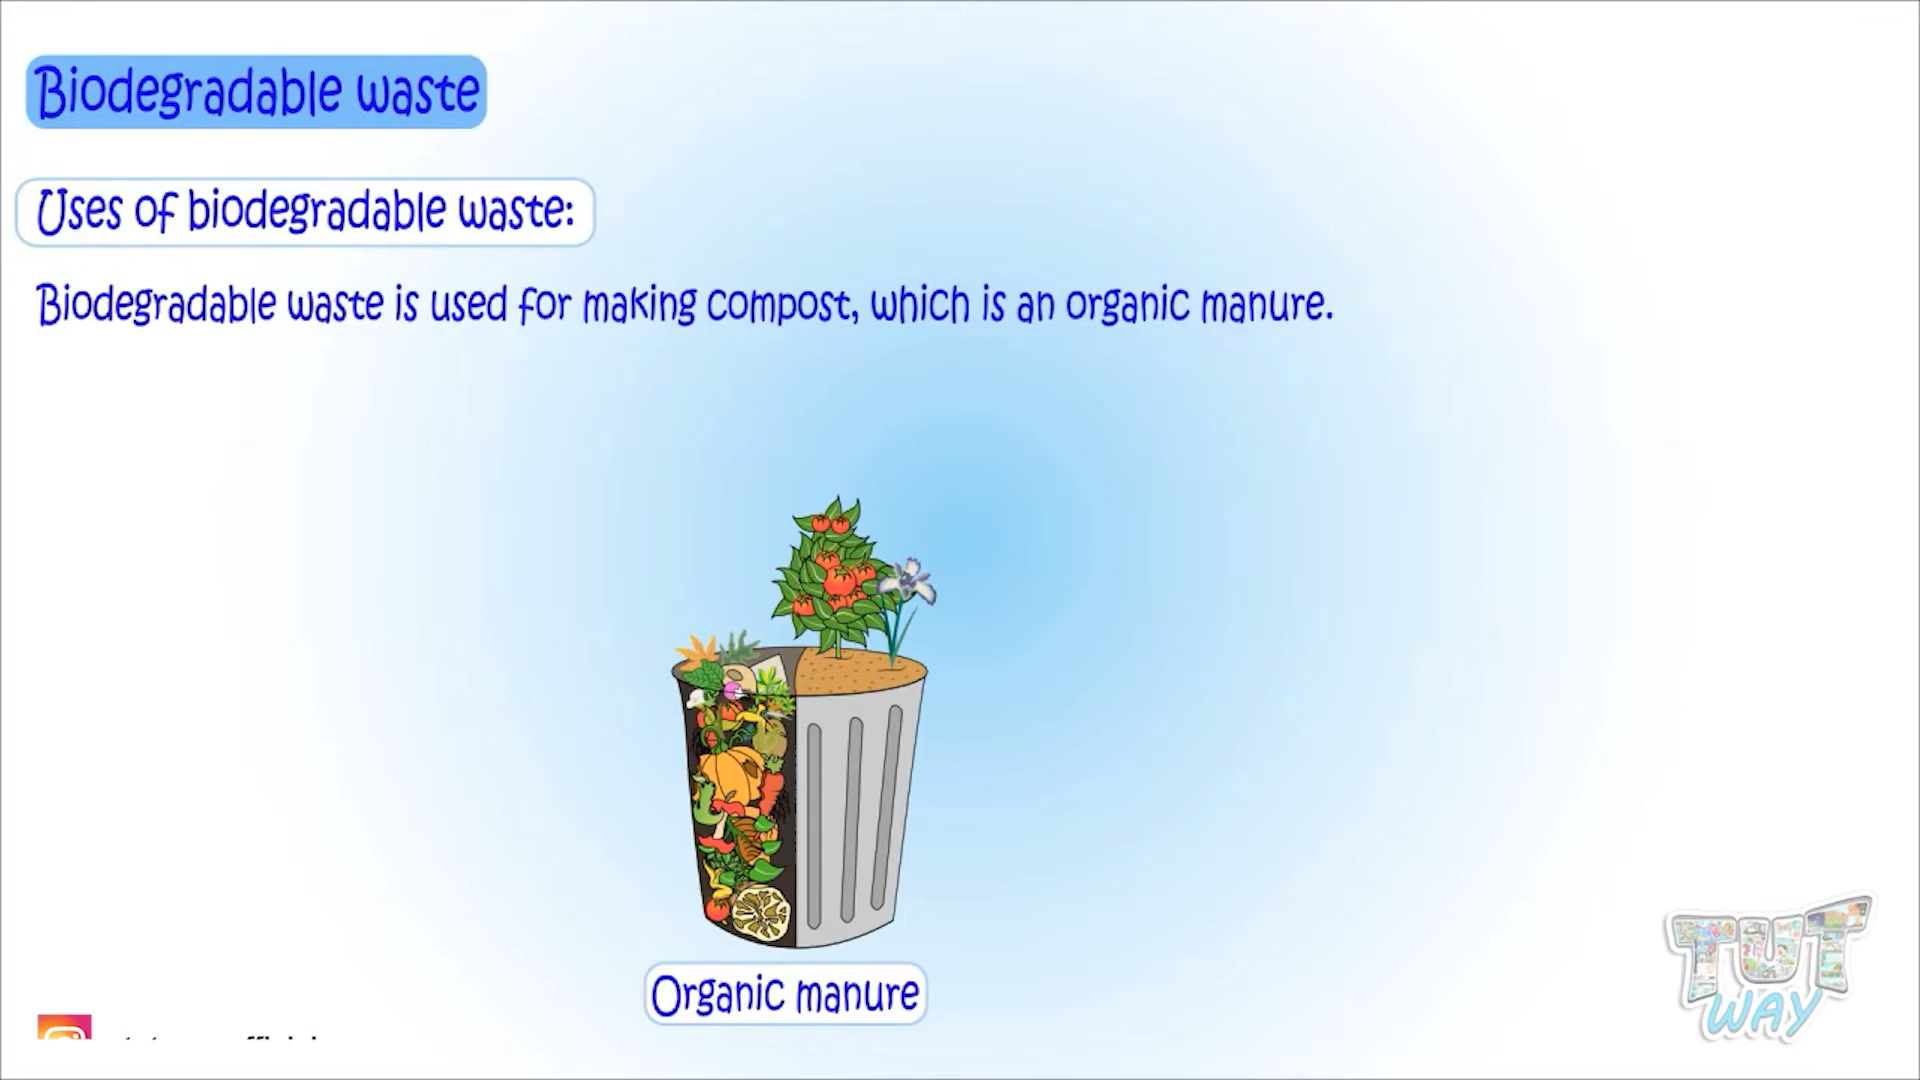 Biodegradable waste
Uses of biodegradable waste:
Biodegradable waste is used for making compost, which is an organic manure.
Organic manure
TUT
WAY